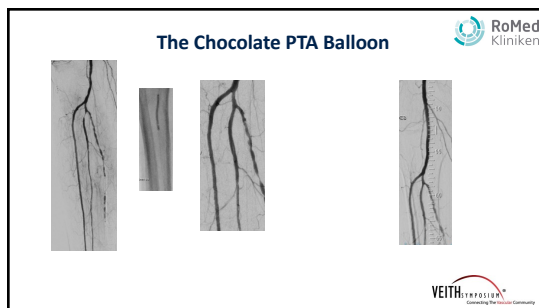 The Chocolate PTA Balloon
RoMed
Kliniken
VEITHSYMPOSIUM®
Connecting The Vascular Community